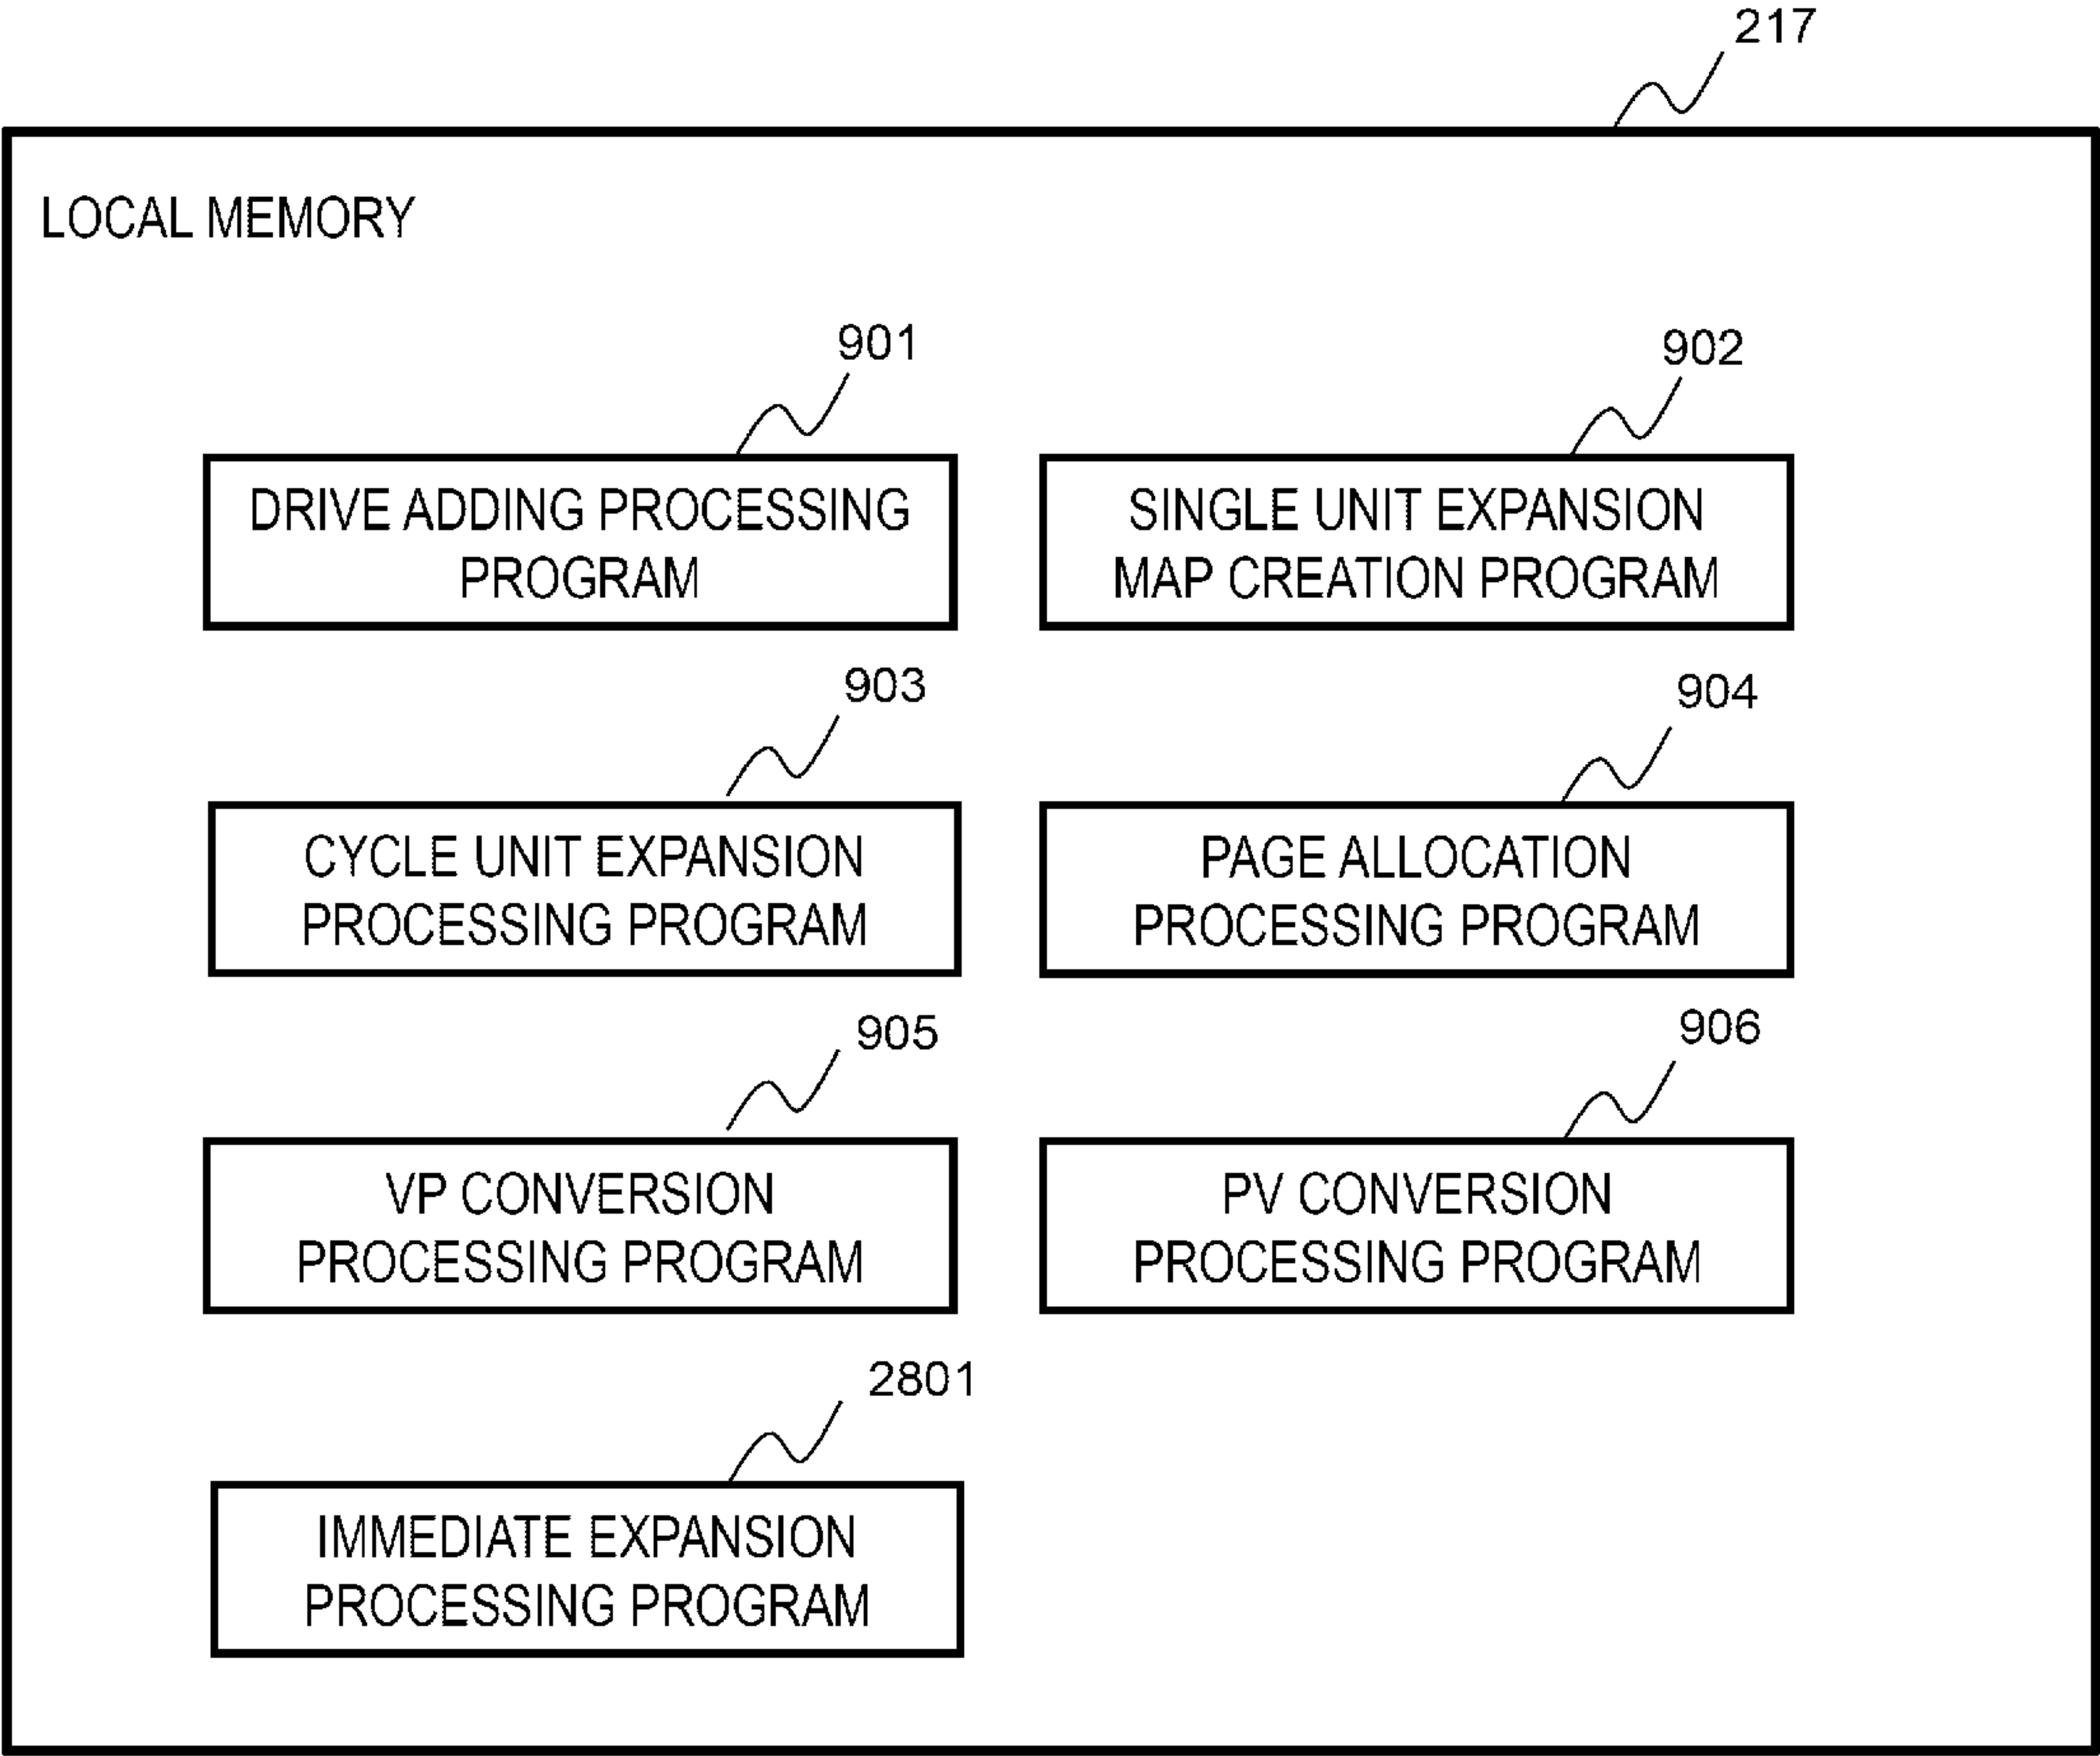 217
LOCAL MEMORY
901
902
DRIVE ADDING PROCESSING
PROGRAM
SINGLE UNIT EXPANSION
MAP CREATION PROGRAM
903
904
CYCLE UNIT EXPANSION
PROCESSING PROGRAM
PAGE ALLOCATION
PROCESSING PROGRAM
905
906
VP CONVERSION
PROCESSING PROGRAM
PV CONVERSION
PROCESSING PROGRAM
2801
IMMEDIATE EXPANSION
PROCESSING PROGRAM